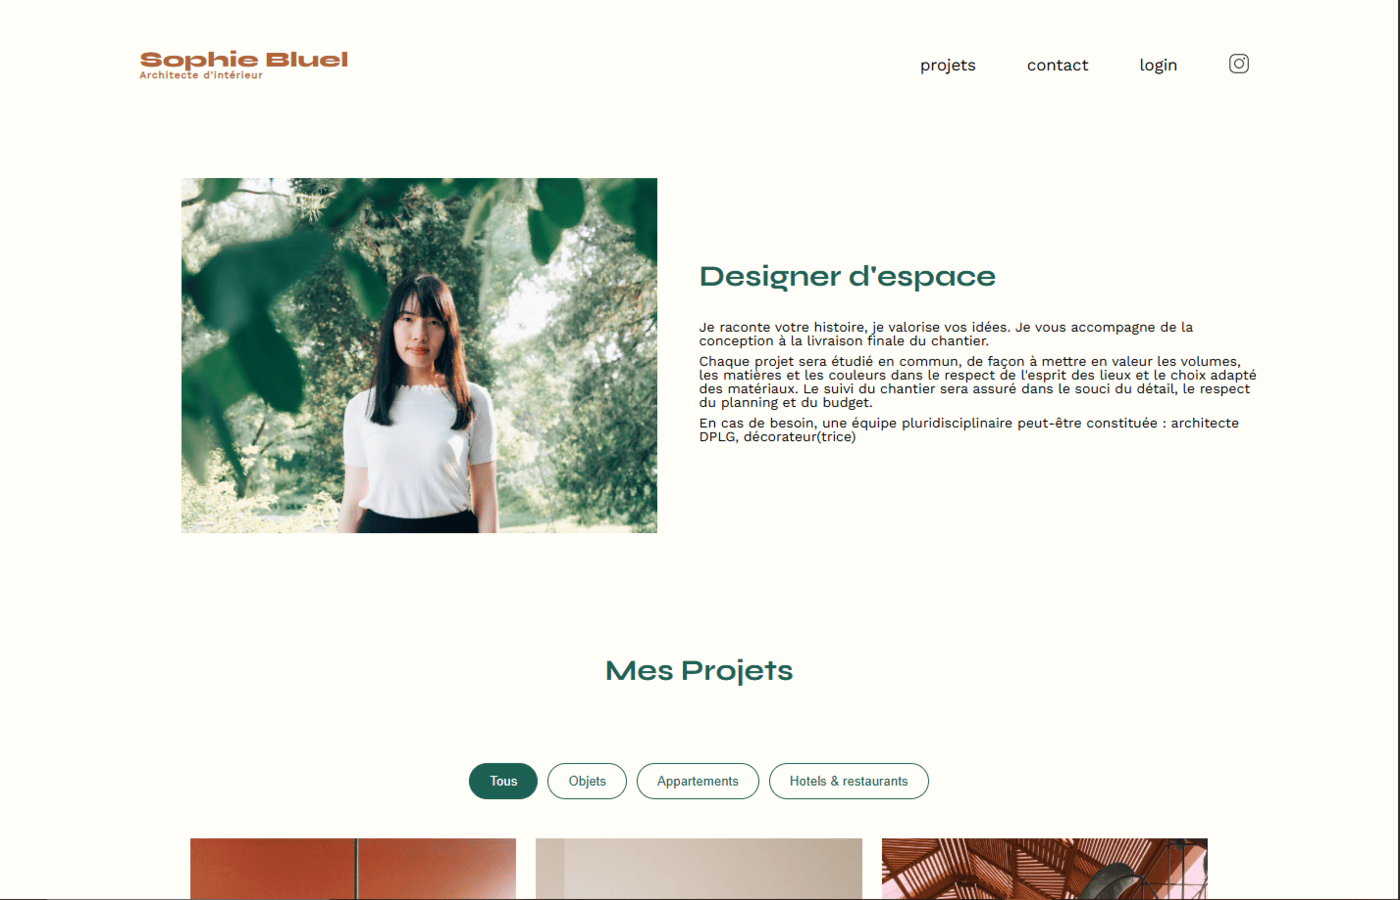 Sophie Bluel
Architecte d'intérieur
projets
contact
login
Designer d'espace
Je raconte votre histoire, je valorise vos idées. Je vous accompagne de la
conception à la livraison finale du chantier.
Chaque projet sera étudié en commun, de façon à mettre en valeur les volumes,
les matières et les couleurs dans le respect de l'esprit des lieux et le choix adapté
des matériaux. Le suivi du chantier sera assuré dans le souci du détail, le respect
du planning et du budget.
En cas de besoin, une équipe pluridisciplinaire peut-être constituée : architecte
DPLG, décorateur(trice)
Mes Projets
Tous
Objets
Appartements
Hotels & restaurants